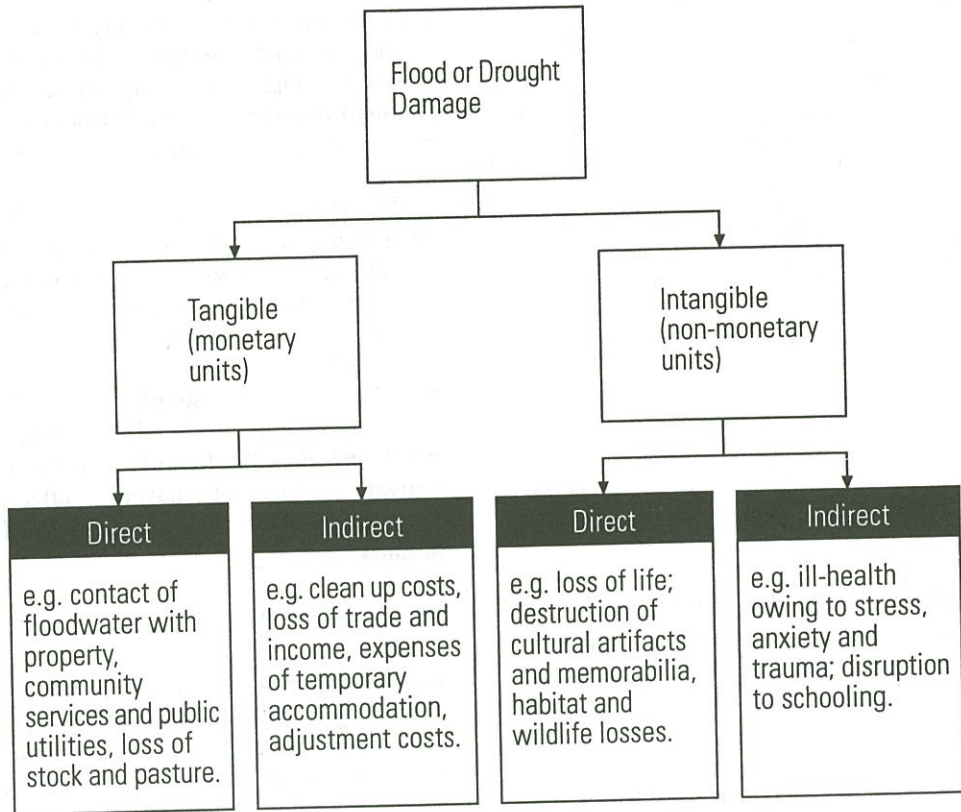 Flood or Drought
Damage
Tangible
(monetary
units)
Intangible
(non-monetary
units)
Direct
e.g. contact of
floodwater with
property,
community
services and public
utilities, loss of
stock and pasture.
Indirect
e.g. clean up costs,
loss of trade and
income, expenses
of temporary
accommodation,
adjustment costs.
Direct
e.g. loss of life;
destruction of
cultural artifacts
and memorabilia,
habitat and
wildlife losses.
Indirect
e.g. ill-health
owing to stress,
anxiety and
trauma; disruption
to schooling.